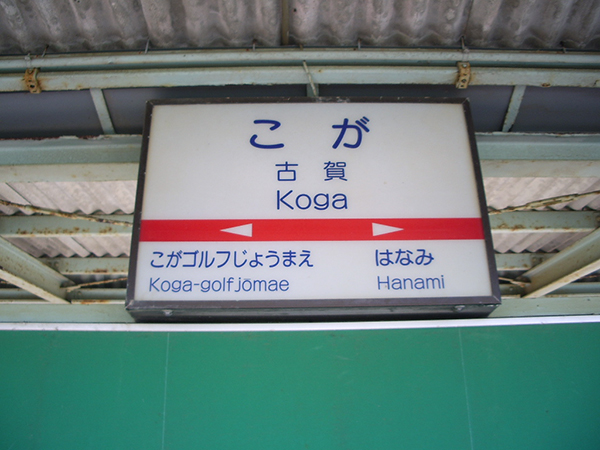 こが
古賀
Koga
こがゴルフじょうまえ はなみ
Koga-golfjōmae Hanami